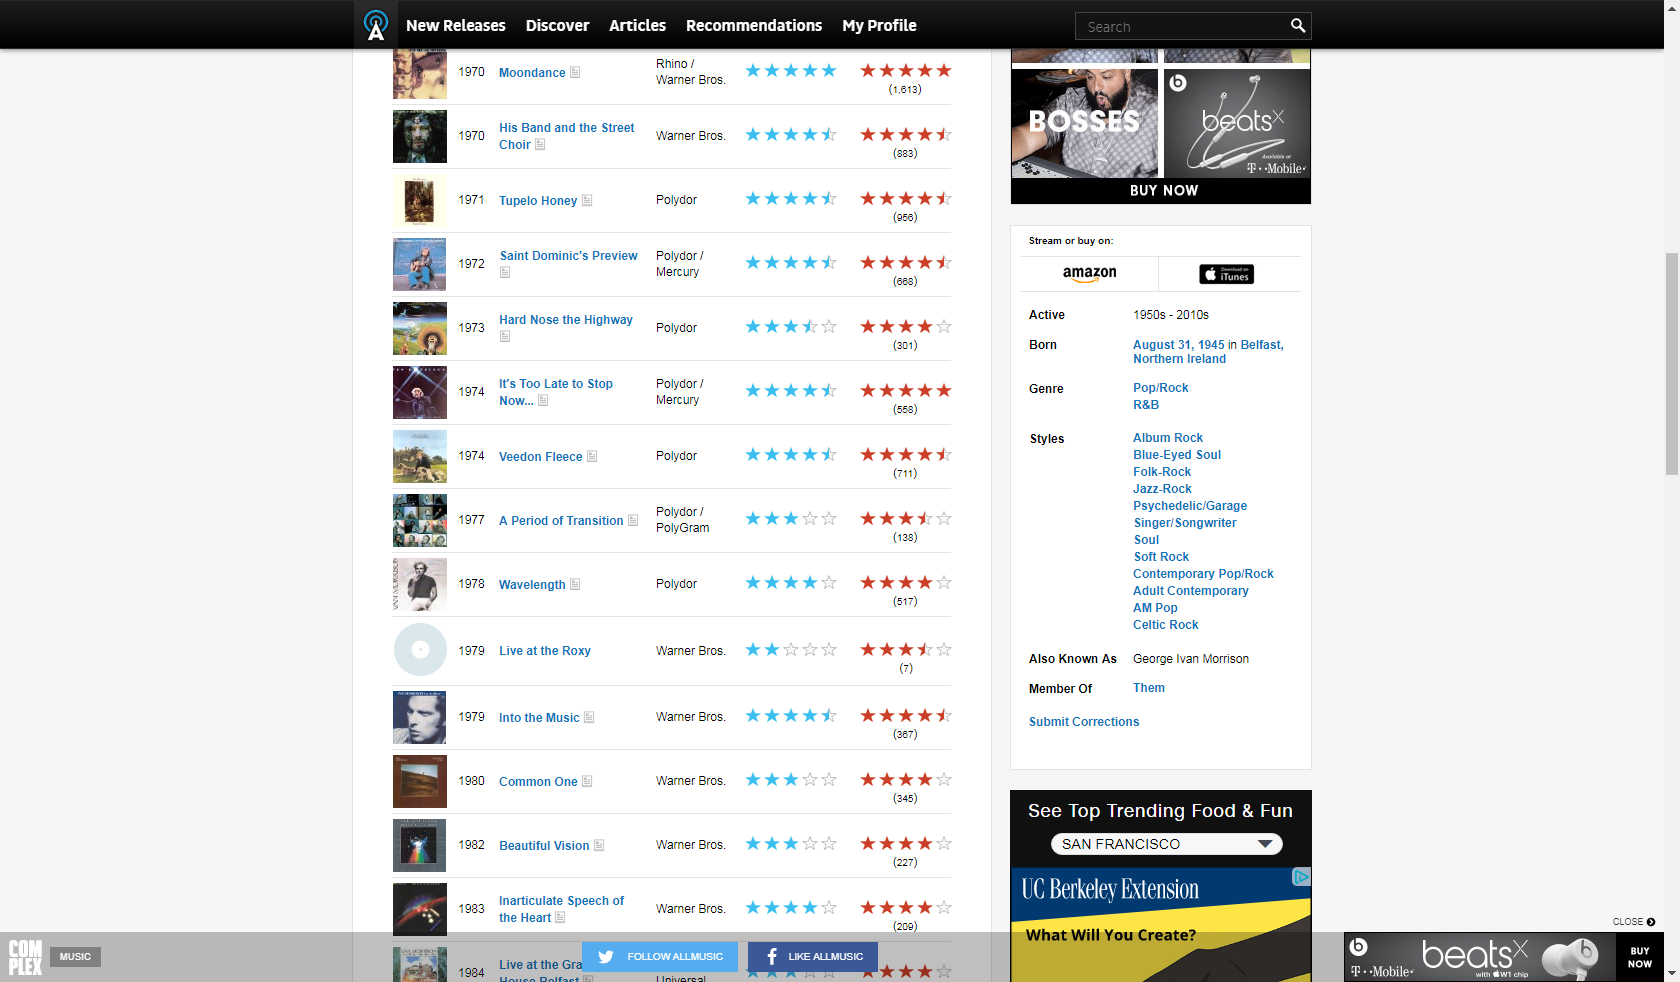 New Releases Discover Articles Recommendations My Profile Search
1970 Moondance Rhino /
Warner Bros.
(1,613)
1970 His Band and the Street
Choir Warner Bros.
(883)
1971 Tupelo Honey Polydor
(956)
1972 Saint Dominic's Preview Polydor /
Mercury
(668)
1973 Hard Nose the Highway Polydor
(301)
1974 It's Too Late to Stop
Now... Polydor /
Mercury
(558)
1974 Veedon Fleece Polydor
(711)
1977 A Period of Transition Polydor /
PolyGram
(138)
1978 Wavelength Polydor
(517)
1979 Live at the Roxy Warner Bros.
(7)
1979 Into the Music Warner Bros.
(367)
1980 Common One Warner Bros.
(345)
1982 Beautiful Vision Warner Bros.
(227)
1983 Inarticulate Speech of
the Heart Warner Bros.
(209)
1984 Live at the Gra
House Belfast Universal
BOSSES
beatsX
Available at
T-Mobile
BUY NOW
Stream or buy on:
amazon
Download on
iTunes
Active 1950s - 2010s
Born August 31, 1945 in Belfast,
Northern Ireland
Genre Pop/Rock
R&B
Styles Album Rock
Blue-Eyed Soul
Folk-Rock
Jazz-Rock
Psychedelic/Garage
Singer/Songwriter
Soul
Soft Rock
Contemporary Pop/Rock
Adult Contemporary
AM Pop
Celtic Rock
Also Known As George Ivan Morrison
Member Of Them
Submit Corrections
See Top Trending Food & Fun
SAN FRANCISCO
UC Berkeley Extension
What Will You Create?
CLOSE
COM
PLEX
MUSIC
FOLLOW ALLMUSIC
LIKE ALLMUSIC
T-Mobile
beatsX
with W1 chip
BUY
NOW